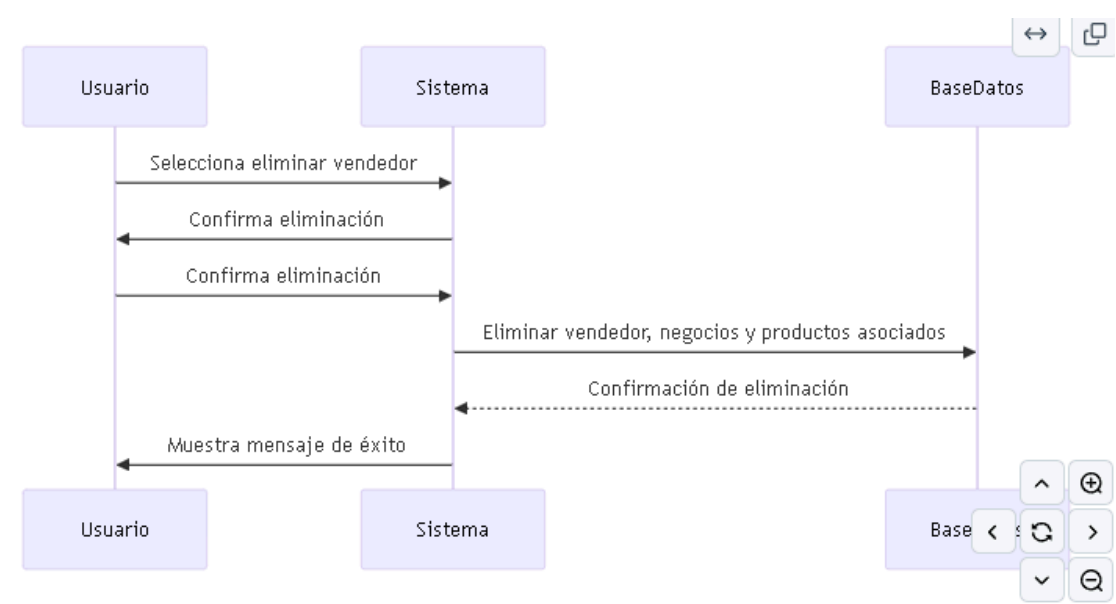 Usuario
Sistema
BaseDatos
Selecciona eliminar vendedor
Confirma eliminación
Confirma eliminación
Eliminar vendedor, negocios y productos asociados
Confirmación de eliminación
Muestra mensaje de éxito
Usuario
Sistema